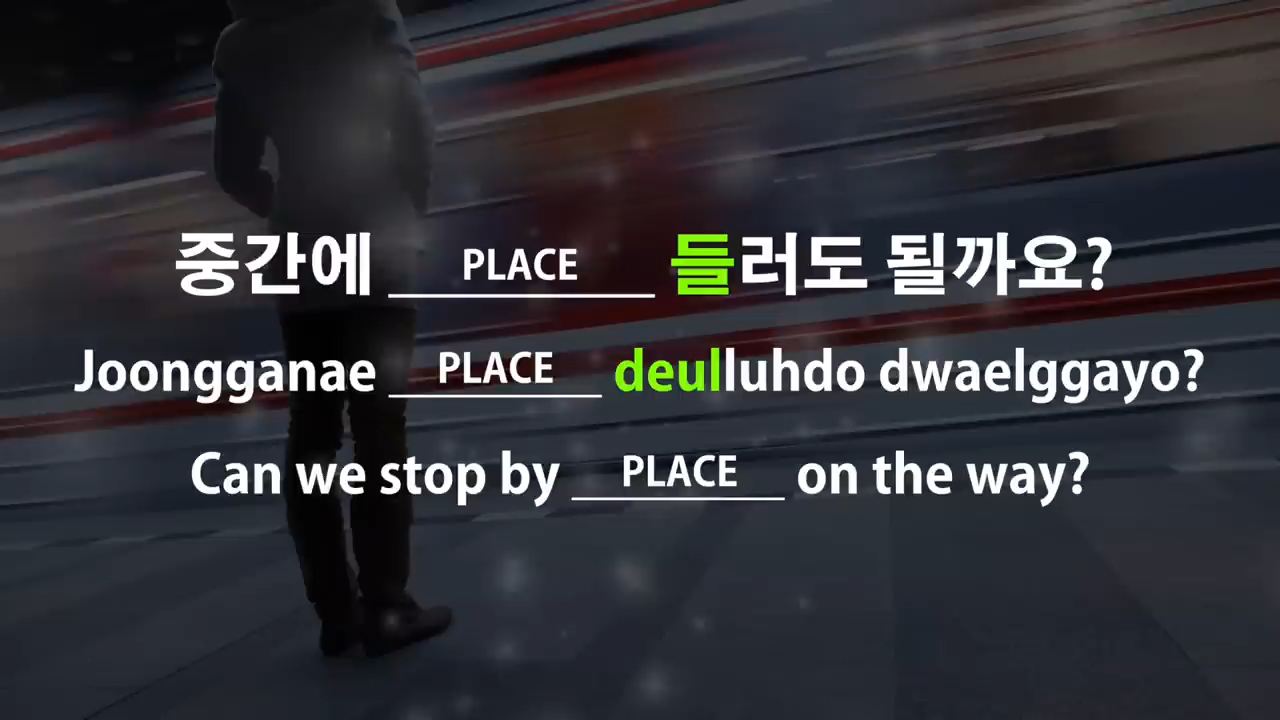 중간에 PLACE 들러도 될까요?
Joongganae PLACE deulluhdo dwaelggayo?
Can we stop by PLACE on the way?